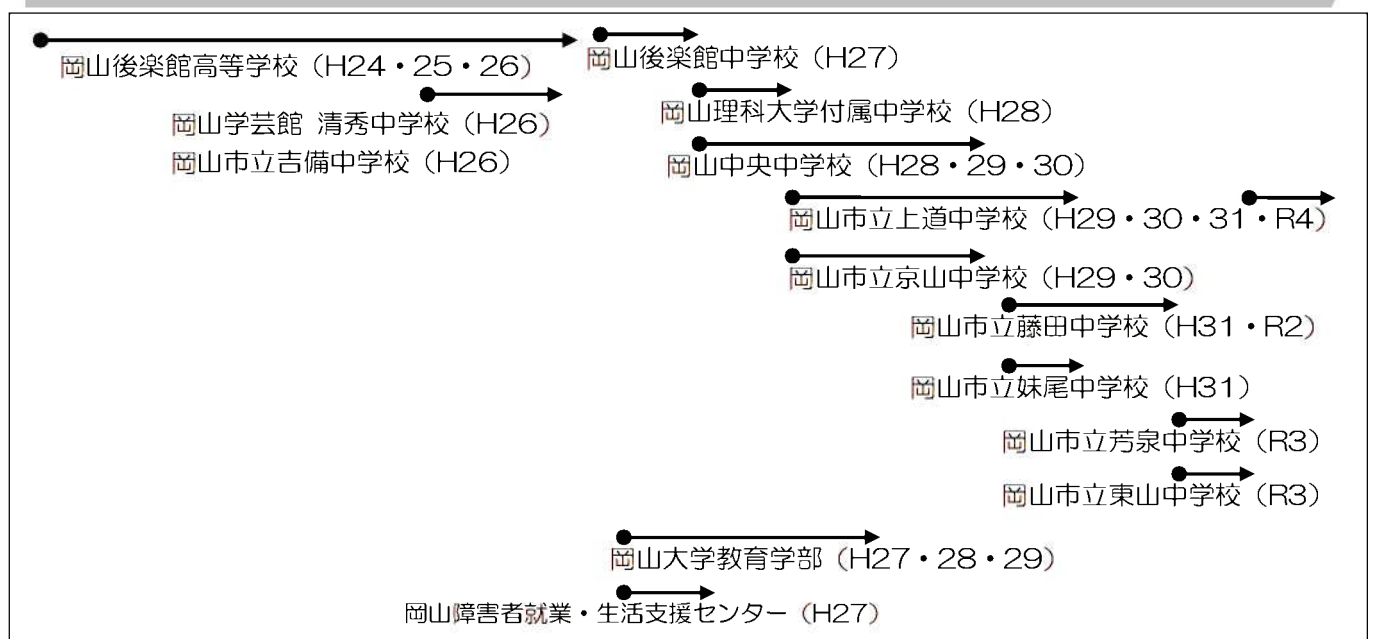 岡山後楽館高等学校（H24・25・26）
岡山後楽館中学校（H27）
岡山学芸館 清秀中学校（H26）
岡山理科大学付属中学校（H28）
岡山市立吉備中学校（H26）
岡山中央中学校（H28・29・30）
岡山市立上道中学校（H29・30・31・R4）
岡山市立京山中学校（H29・30）
岡山市立藤田中学校（H31・R2）
岡山市立妹尾中学校（H31）
岡山市立芳泉中学校（R3）
岡山市立東山中学校（R3）
岡山大学教育学部（H27・28・29）
岡山障害者就業・生活支援センター（H27）